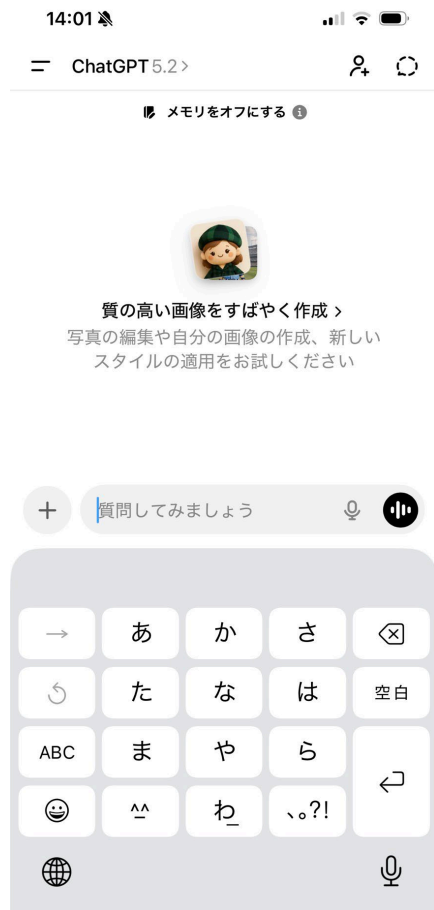 14:01
ChatGPT 5.2 >
メモリをオフにする
質の高い画像をすばやく作成 >
写真の編集や自分の画像の作成、新しい
スタイルの適用をお試しください
質問してみましょう
→ あ か さ
た な は 空白
ABC ま や ら
^^ わ_ 、。?!